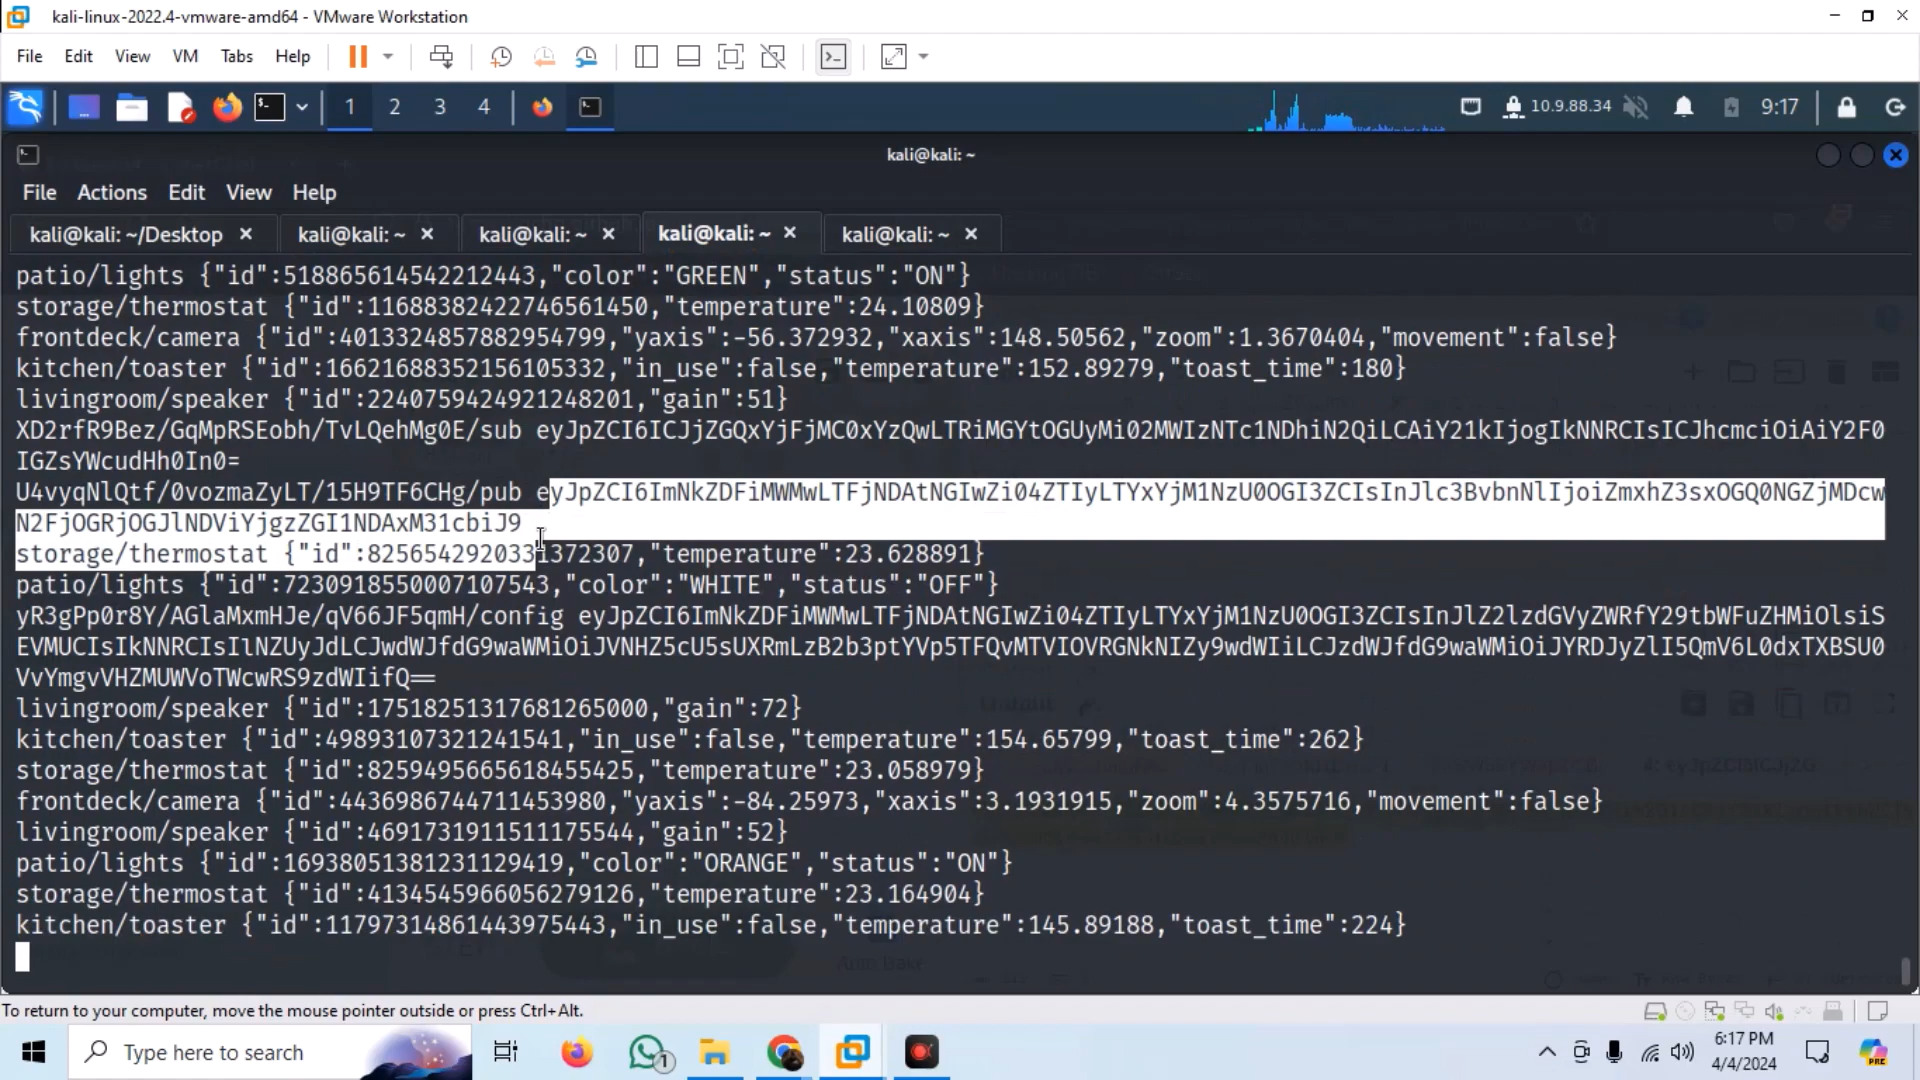 kali-linux-2022.4-vmware-amd64 - VMware Workstation
File Edit View VM Tabs Help
1 2 3 4 10.9.88.34 9:17
kali@kali: ~
File Actions Edit View Help
kali@kali: ~/Desktop kali@kali: ~ kali@kali: ~ kali@kali: ~ kali@kali: ~
patio/lights {"id":518865614542212443,"color":"GREEN","status":"ON"}
storage/thermostat {"id":11688382422746561450,"temperature":24.10809}
frontdeck/camera {"id":4013324857882954799,"yaxis":-56.372932,"xaxis":148.50562,"zoom":1.3670404,"movement":false}
kitchen/toaster {"id":16621688352156105332,"in_use":false,"temperature":152.89279,"toast_time":180}
livingroom/speaker {"id":2240759424921248201,"gain":51}
XD2rfR9Bez/GqMpRSEobh/TvLQehMg0E/sub eyJpZCI6ICJjZGQxYjFjMC0xYzQwLTRiMGYtOGUyMi02MWIzNTc1NDhiN2QiLCAiY21kIjogIkNNRCIsICJhcmciOiAiY2F0
IGZsYWcudHh0In0=
U4vyqNlQtf/0vozmaZyLT/15H9TF6CHg/pub eyJpZCI6ImNkZDFiMWMwLTFjNDAtNGIwZi04ZTIyLTYxYjM1NzU0OGI3ZCIsInJlc3BvbnNlIjoiZmxhZ3sxOGQ0NGZjMDcw
N2FjOGRjOGJlNDViYjgzZGI1NDAxM31cbiJ9
storage/thermostat {"id":8256542920331372307,"temperature":23.628891}
patio/lights {"id":7230918550007107543,"color":"WHITE","status":"OFF"}
yR3gPp0r8Y/AGlaMxmHJe/qV66JF5qmH/config eyJpZCI6ImNkZDFiMWMwLTFjNDAtNGIwZi04ZTIyLTYxYjM1NzU0OGI3ZCIsInJlZ2lzdGVyZWRfY29tbWFuZHMiOlsiS
EVMUCIsIkNNRCIsIlNZUyJdLCJwdWJfdG9waWMiOiJVNHZ5cU5sUXRmLzB2b3ptYVp5TFQvMTVIOVRGNkNIZy9wdWIiLCJzdWJfdG9waWMiOiJYRDJyZlI5QmV6L0dxTXBSU0
VvYmgvVHZMUWVoTWcwRS9zdWIifQ==
livingroom/speaker {"id":17518251317681265000,"gain":72}
kitchen/toaster {"id":49893107321241541,"in_use":false,"temperature":154.65799,"toast_time":262}
storage/thermostat {"id":8259495665618455425,"temperature":23.058979}
frontdeck/camera {"id":4436986744711453980,"yaxis":-84.25973,"xaxis":3.1931915,"zoom":4.3575716,"movement":false}
livingroom/speaker {"id":4691731911511175544,"gain":52}
patio/lights {"id":16938051381231129419,"color":"ORANGE","status":"ON"}
storage/thermostat {"id":4134545966056279126,"temperature":23.164904}
kitchen/toaster {"id":11797314861443975443,"in_use":false,"temperature":145.89188,"toast_time":224}
To return to your computer, move the mouse pointer outside or press Ctrl+Alt.
Type here to search
1
6:17 PM
4/4/2024
PRE